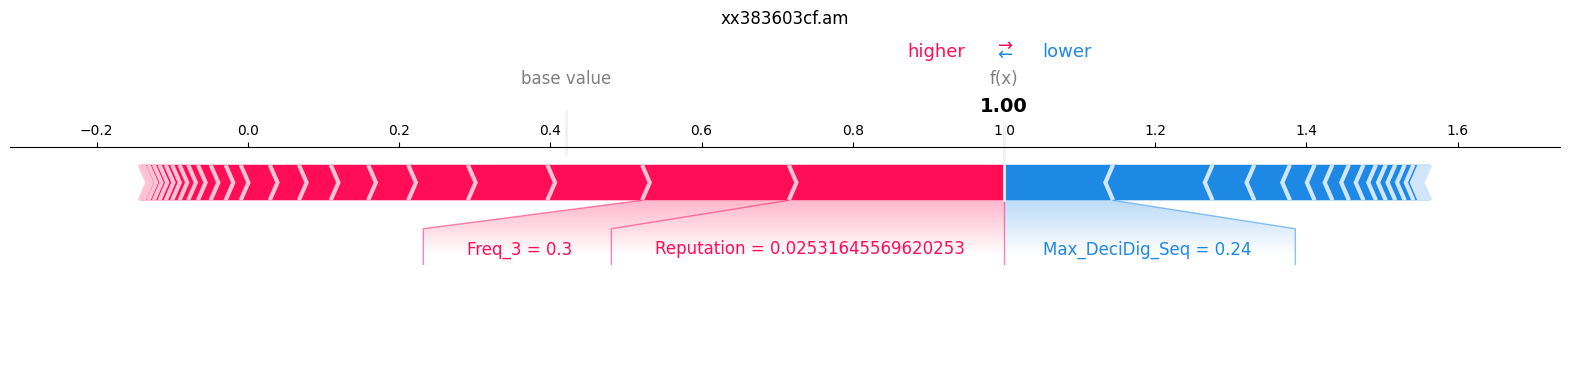 xx383603cf.am
higher ⇄ lower
base value f(x)
1.00
−0.2 0.0 0.2 0.4 0.6 0.8 1.0 1.2 1.4 1.6
Freq_3 = 0.3 Reputation = 0.02531645569620253 Max_DeciDig_Seq = 0.24